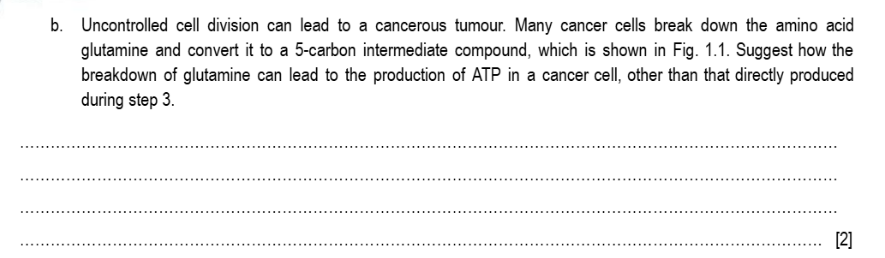 b. Uncontrolled cell division can lead to a cancerous tumour. Many cancer cells break down the amino acid
glutamine and convert it to a 5-carbon intermediate compound, which is shown in Fig. 1.1. Suggest how the
breakdown of glutamine can lead to the production of ATP in a cancer cell, other than that directly produced
during step 3.
[2]